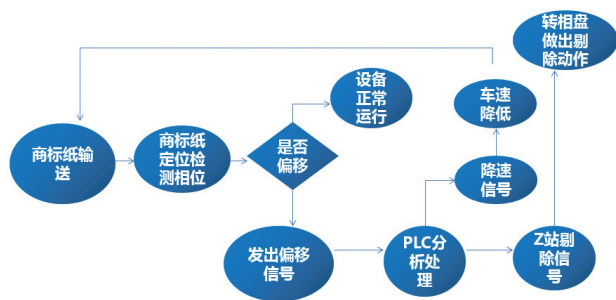 商标纸输
送
商标纸
定位检
测相位
是否
偏移
设备
正常
运行
发出偏移
信号
PLC分
析处
理
降速
信号
车速
降低
Z站剔
除信
号
转相盘
做出剔
除动作